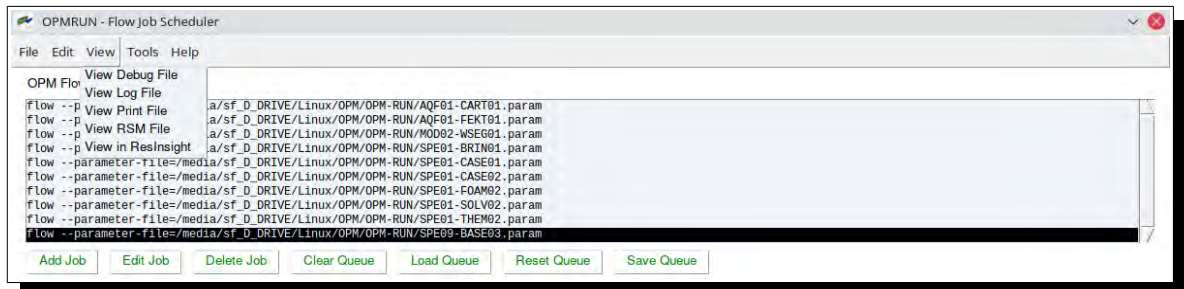 OPMRUN - Flow Job Scheduler
File Edit View Tools Help
View Debug File
OPM Flo
View Log File
flow --p View Print File a/sf_D_DRIVE/Linux/OPM/OPM-RUN/AQF01-CART01.param
flow --p a/sf_D_DRIVE/Linux/OPM/OPM-RUN/AQF01-FEKT01.param
flow --p View RSM File a/sf_D_DRIVE/Linux/OPM/OPM-RUN/MOD02-WSEG01.param
flow --p View in ResInsight a/sf_D_DRIVE/Linux/OPM/OPM-RUN/SPE01-BRIN01.param
flow --parameter-file=/media/sf_D_DRIVE/Linux/OPM/OPM-RUN/SPE01-CASE01.param
flow --parameter-file=/media/sf_D_DRIVE/Linux/OPM/OPM-RUN/SPE01-CASE02.param
flow --parameter-file=/media/sf_D_DRIVE/Linux/OPM/OPM-RUN/SPE01-FOAM02.param
flow --parameter-file=/media/sf_D_DRIVE/Linux/OPM/OPM-RUN/SPE01-SOLV02.param
flow --parameter-file=/media/sf_D_DRIVE/Linux/OPM/OPM-RUN/SPE01-THEM02.param
flow --parameter-file=/media/sf_D_DRIVE/Linux/OPM/OPM-RUN/SPE09-BASE03.param
Add Job Edit Job Delete Job Clear Queue Load Queue Reset Queue Save Queue